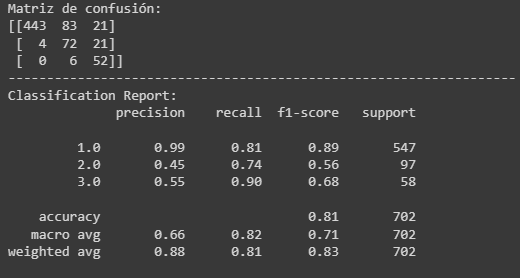 Matriz de confusión:
[[443  83  21]
 [  4  72  21]
 [  0   6  52]]
------------------------------------------------------------------
Classification Report:
              precision    recall  f1-score   support

         1.0       0.99      0.81      0.89       547
         2.0       0.45      0.74      0.56        97
         3.0       0.55      0.90      0.68        58

    accuracy                           0.81       702
   macro avg       0.66      0.82      0.71       702
weighted avg       0.88      0.81      0.83       702